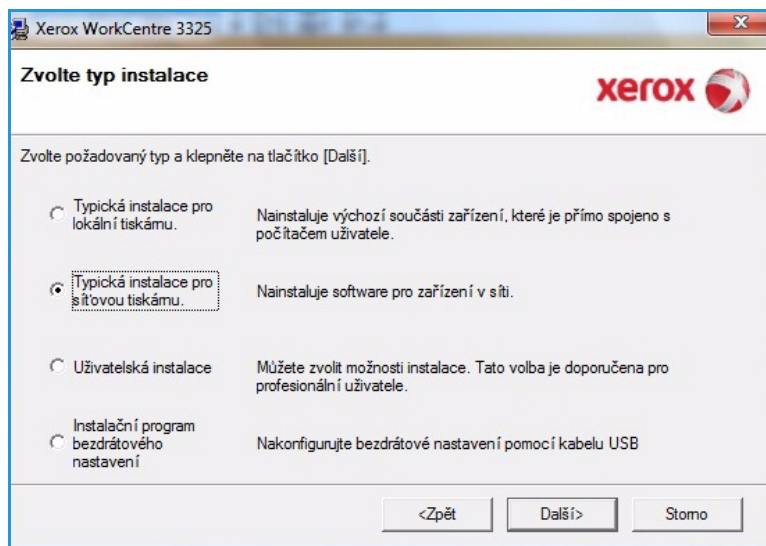 Xerox WorkCentre 3325
Zvolte typ instalace
xerox
Zvolte požadovaný typ a klepněte na tlačítko [Další].
Typická instalace pro
lokální tiskárnu.
Nainstaluje výchozí součásti zařízení, které je přímo spojeno s
počítačem uživatele.
Typická instalace pro
síťovou tiskárnu.
Nainstaluje software pro zařízení v síti.
Uživatelská instalace
Můžete zvolit možnosti instalace. Tato volba je doporučena pro
profesionální uživatele.
Instalační program
bezdrátového
nastavení
Nakonfigurujte bezdrátové nastavení pomocí kabelu USB
<Zpět
Další>
Storno